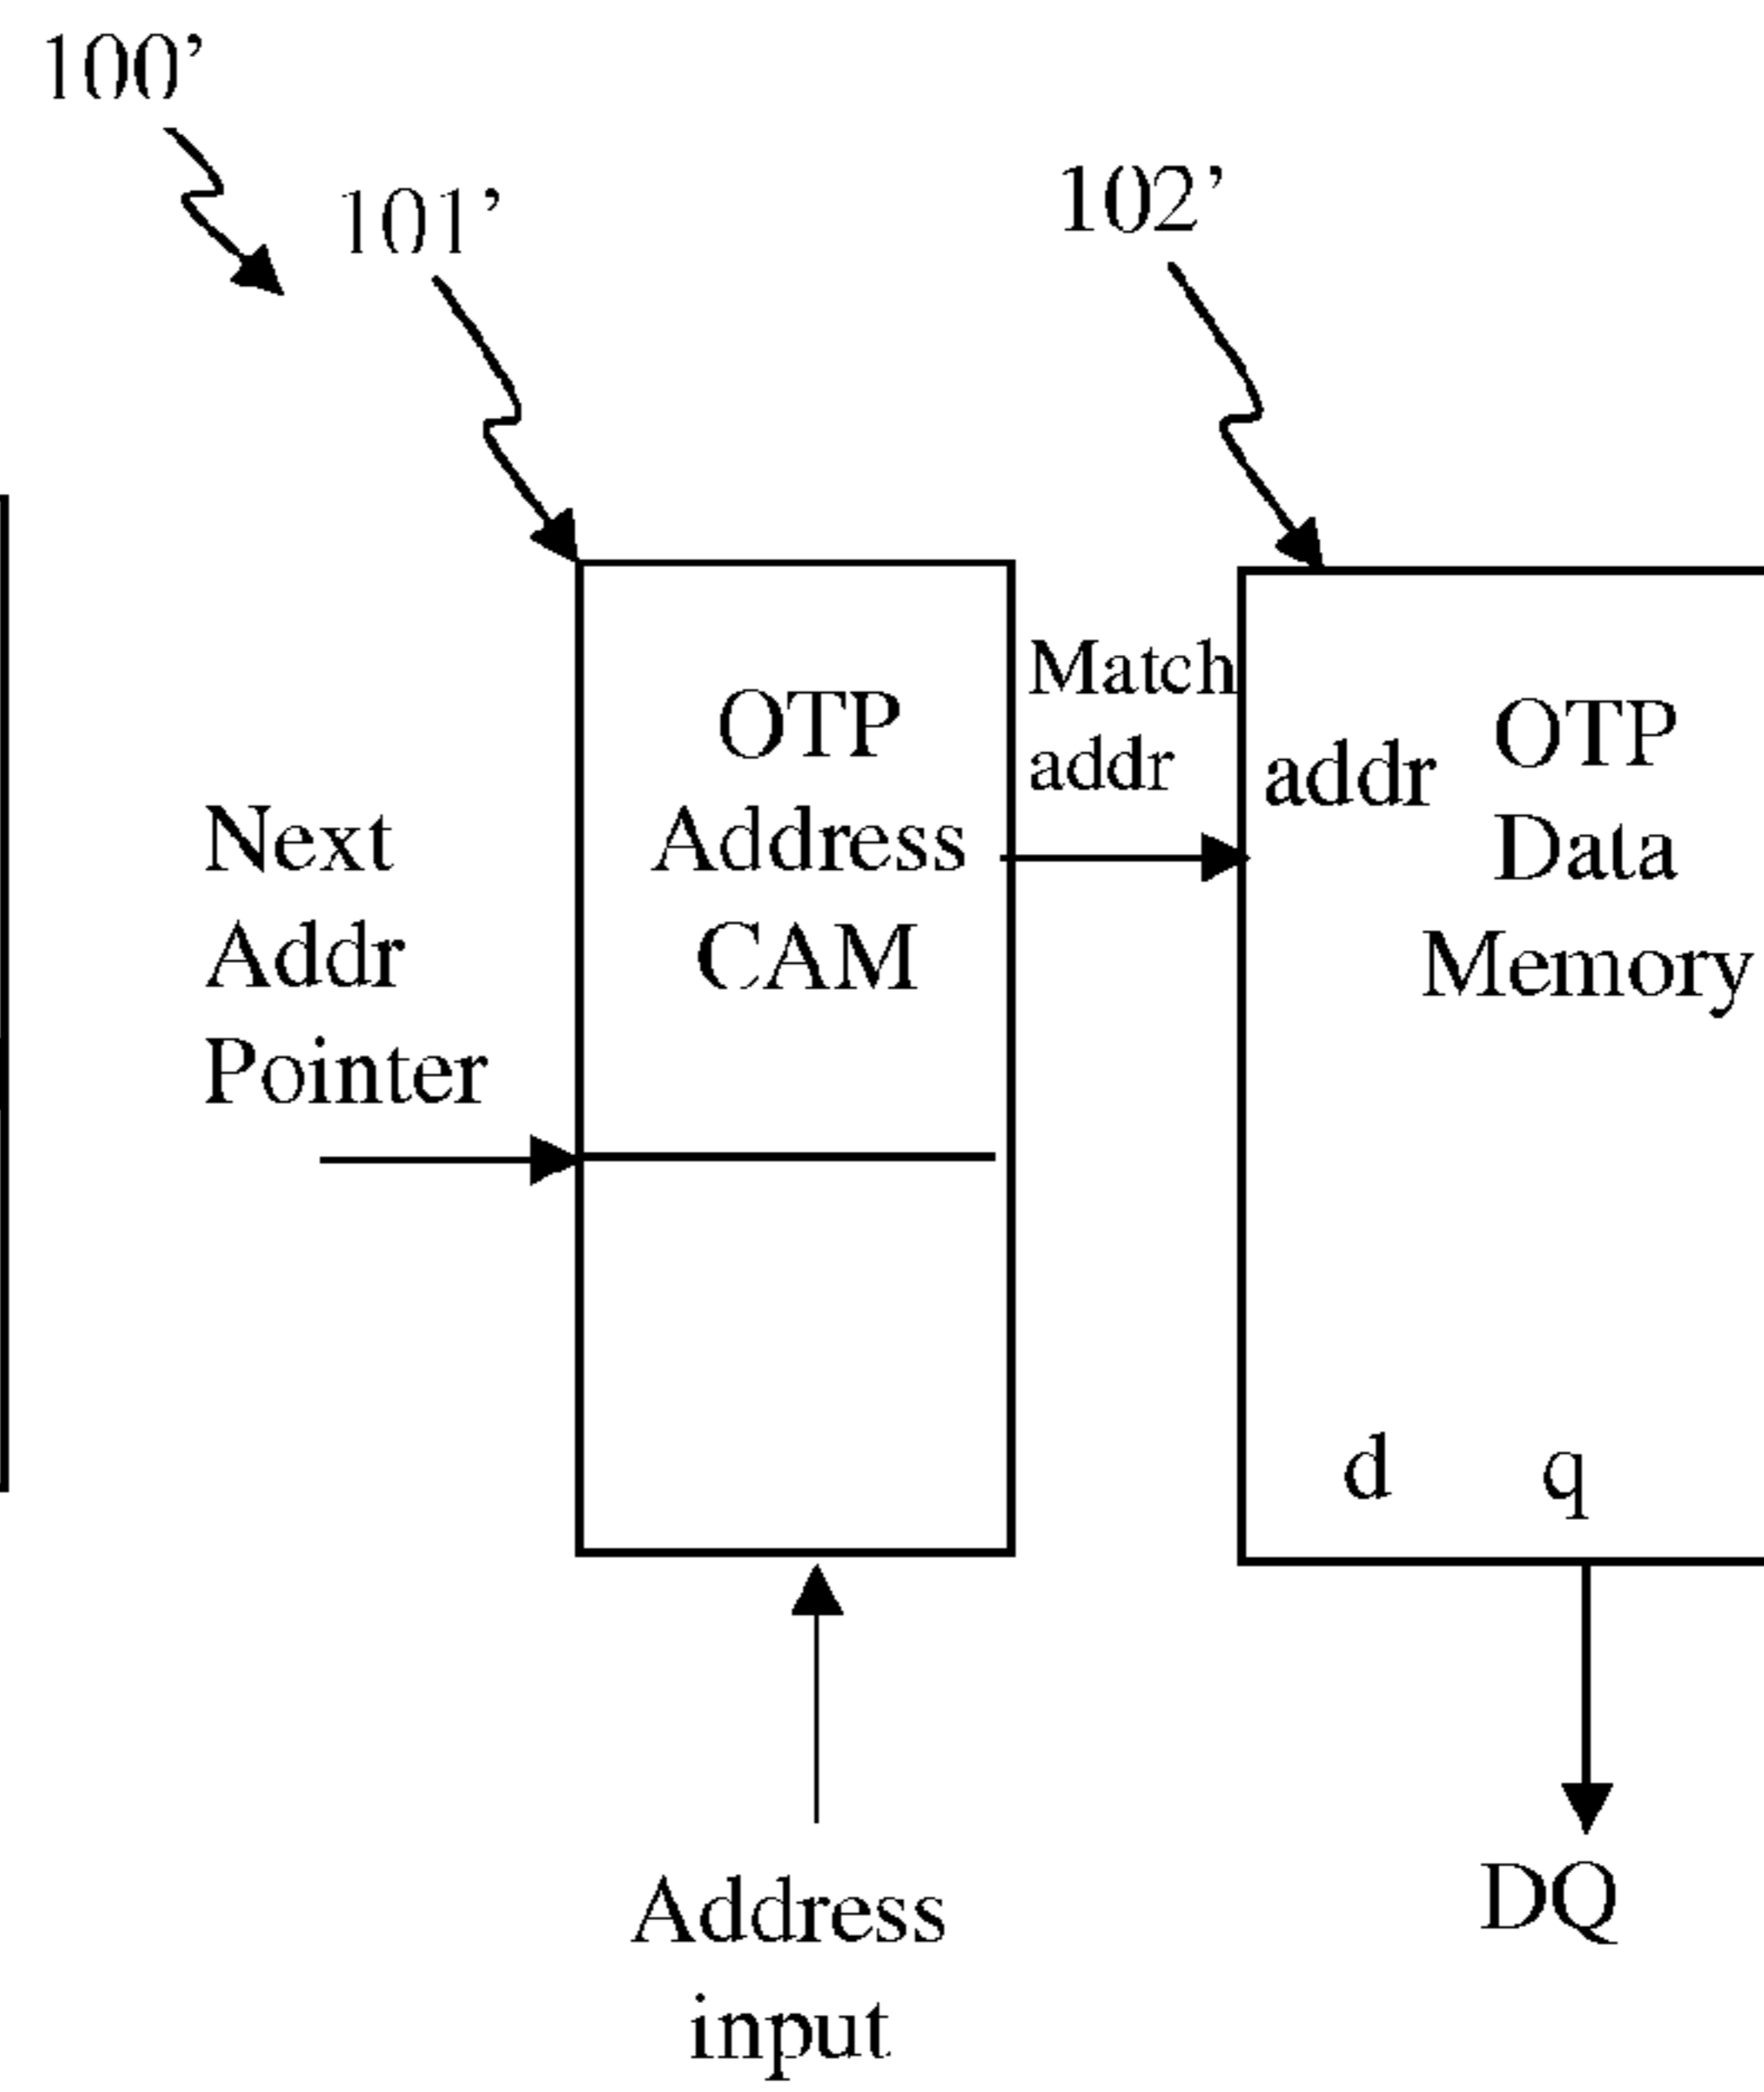 100’
101’
102’
Next
Addr
Pointer
OTP
Address
CAM
Match
addr
addr
OTP
Data
Memory
d q
Address
input
DQ